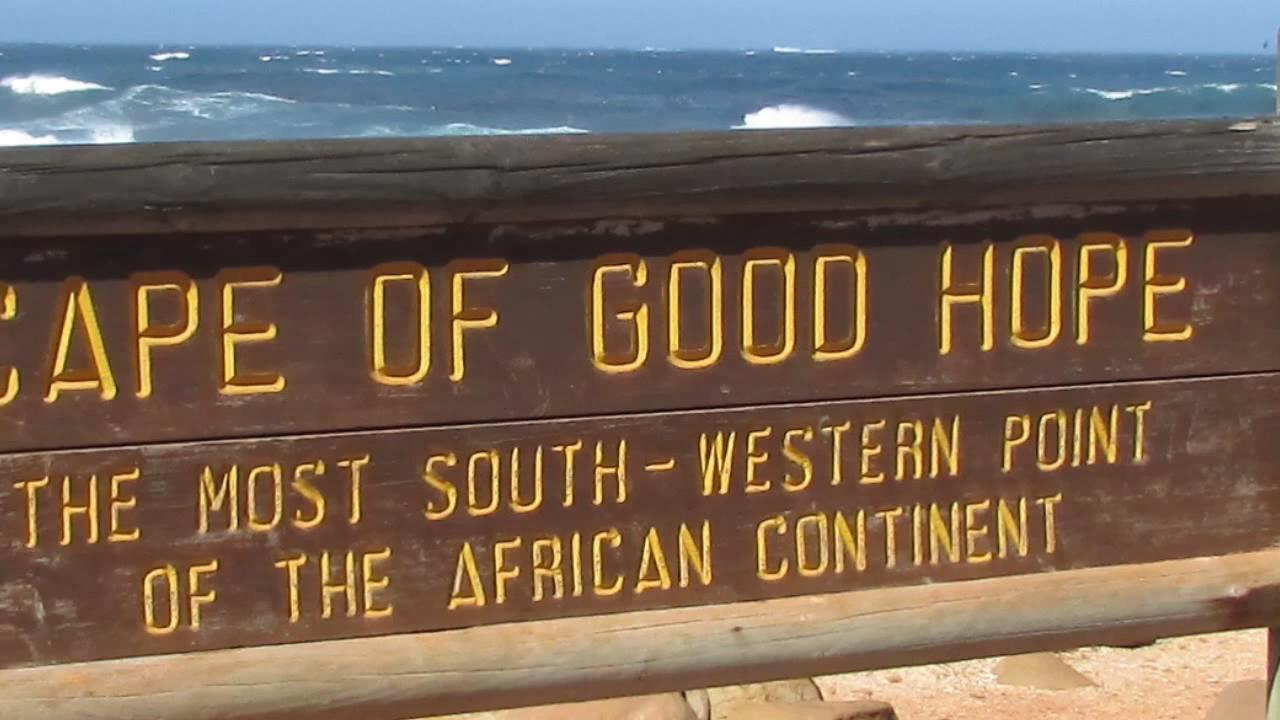 CAPE OF GOOD HOPE
THE MOST SOUTH-WESTERN POINT
OF THE AFRICAN CONTINENT